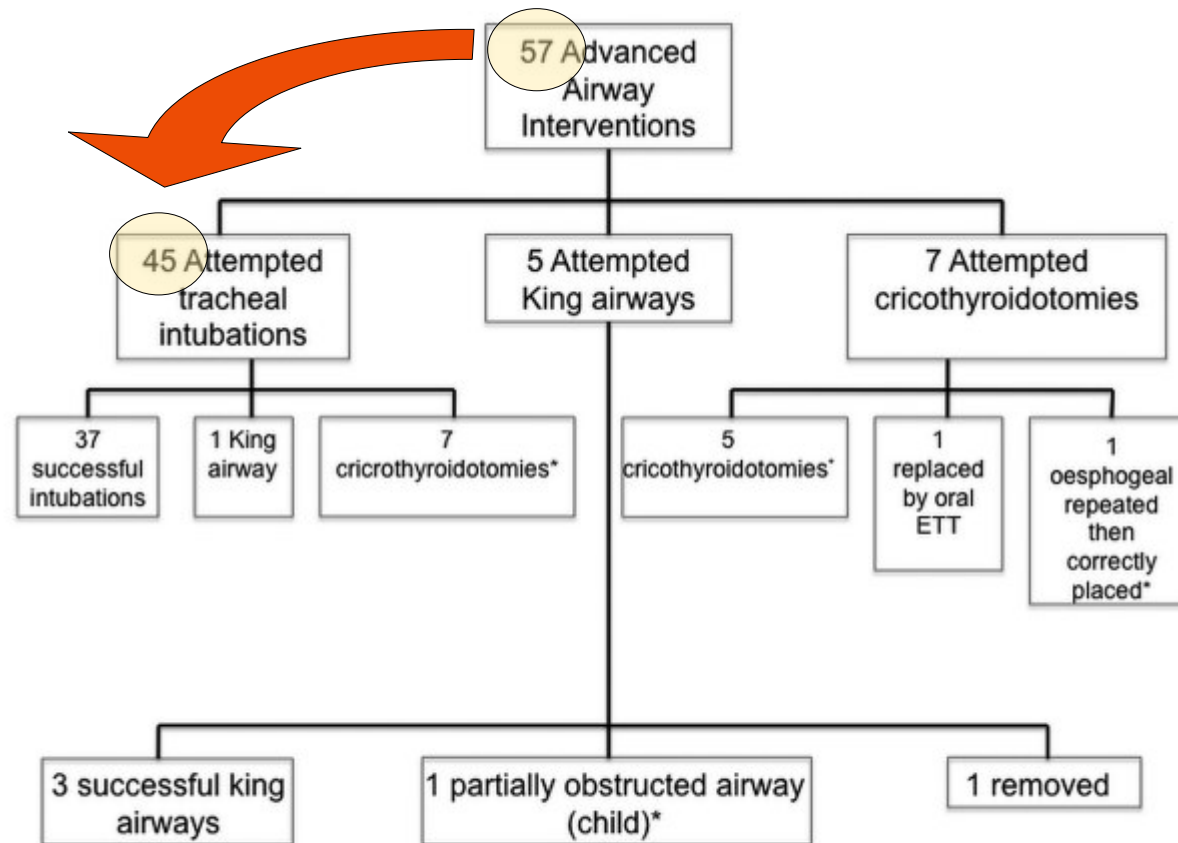 57 Advanced
Airway
Interventions
45 Attempted
tracheal
intubations
5 Attempted
King airways
7 Attempted
cricothyroidotomies
37
successful
intubations
1 King
airway
7
cricrothyroidotomies*
5
cricothyroidotomies*
1
replaced
by oral
ETT
1
oesphogeal
repeated
then
correctly
placed*
3 successful king
airways
1 partially obstructed airway
(child)*
1 removed